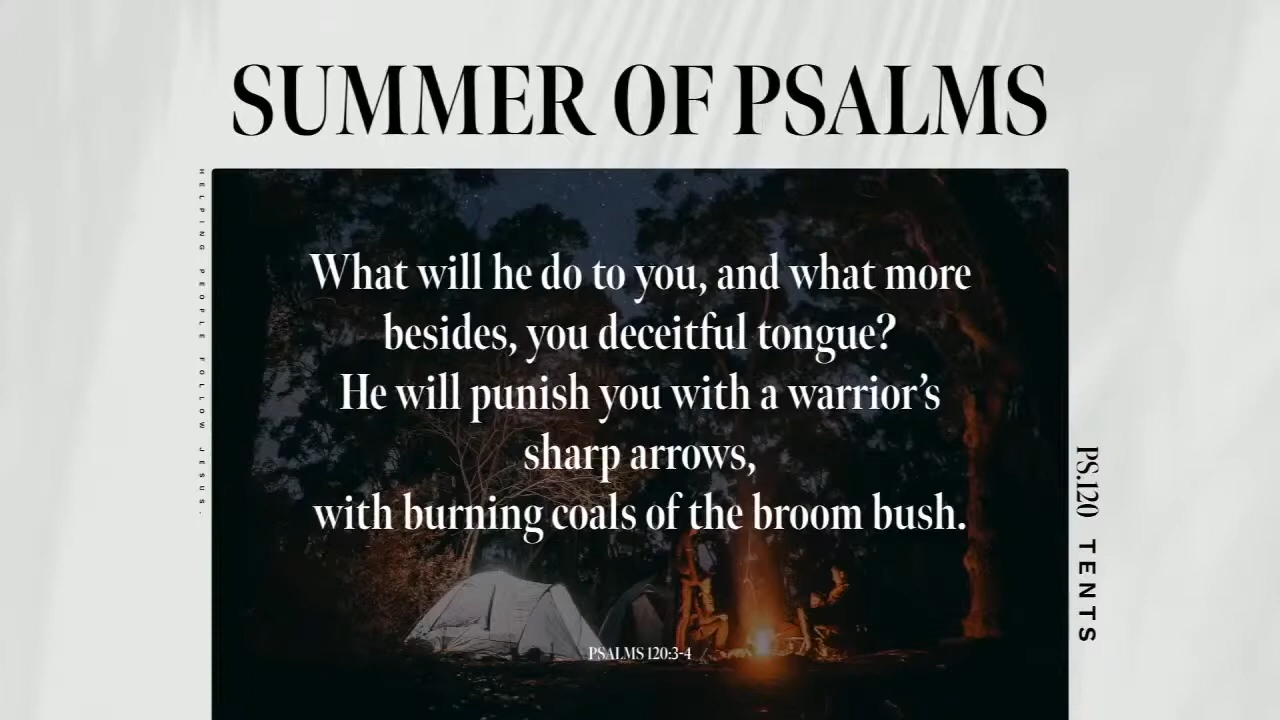 SUMMER OF PSALMS
HELPING PEOPLE FOLLOW JESUS.
What will he do to you, and what more
besides, you deceitful tongue?
He will punish you with a warrior’s
sharp arrows,
with burning coals of the broom bush.
PSALMS 120:3-4
PS.120 TENTS